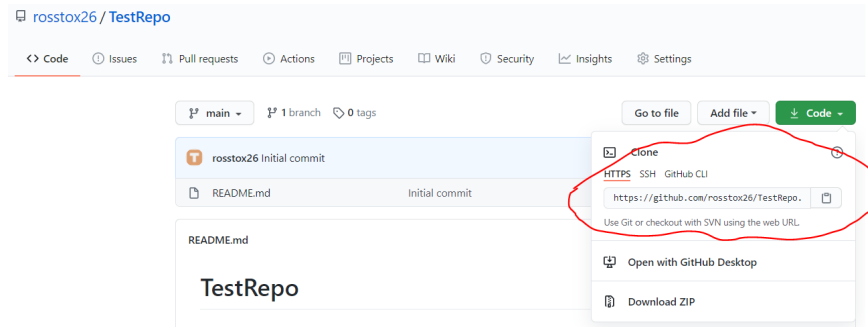 rosstox26 / TestRepo
Code Issues Pull requests Actions Projects Wiki Security Insights Settings
main 1 branch 0 tags Go to file Add file Code
rosstox26 Initial commit
README.md Initial commit
Clone
HTTPS SSH GitHub CLI
https://github.com/rosstox26/TestRepo.
Use Git or checkout with SVN using the web URL.
Open with GitHub Desktop
Download ZIP
README.md
TestRepo